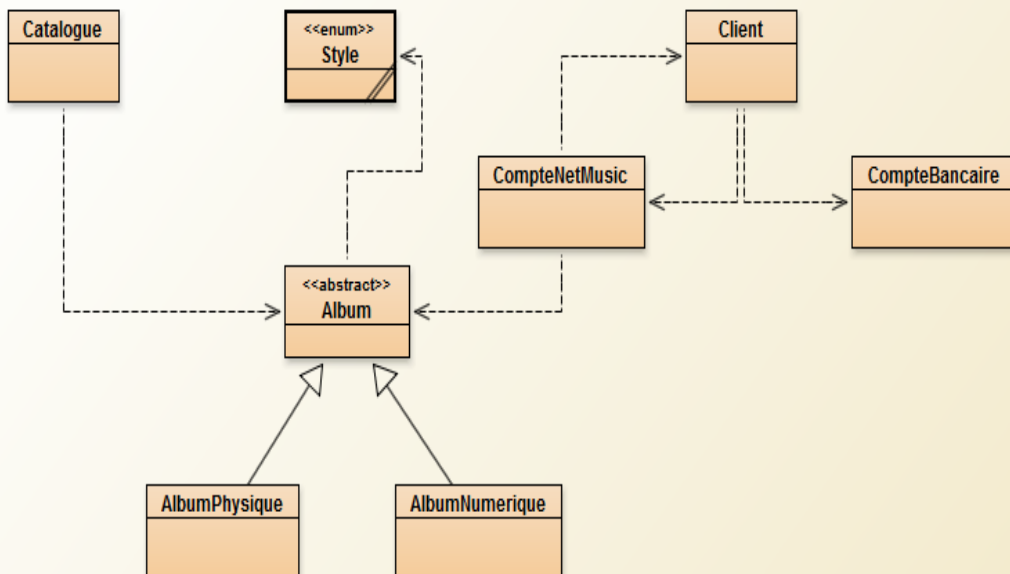 Catalogue
<<enum>>
Style
Client
CompteNetMusic
CompteBancaire
<<abstract>>
Album
AlbumPhysique
AlbumNumerique